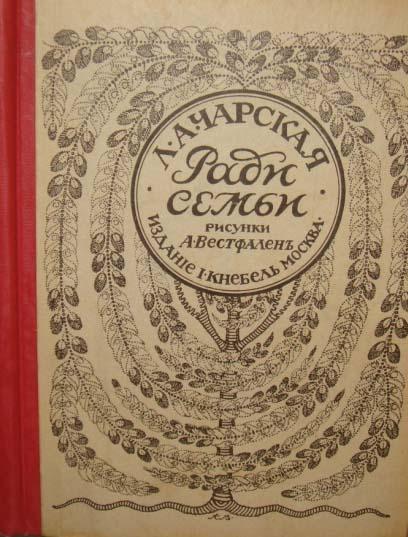 Л·А·ЧАРСКАЯ
Ради
семьи
РИСУНКИ
А·ВЕСТФАЛЕНЪ
·ИЗДАНІЕ І·КНЕБЕЛЬ МОСКВА·